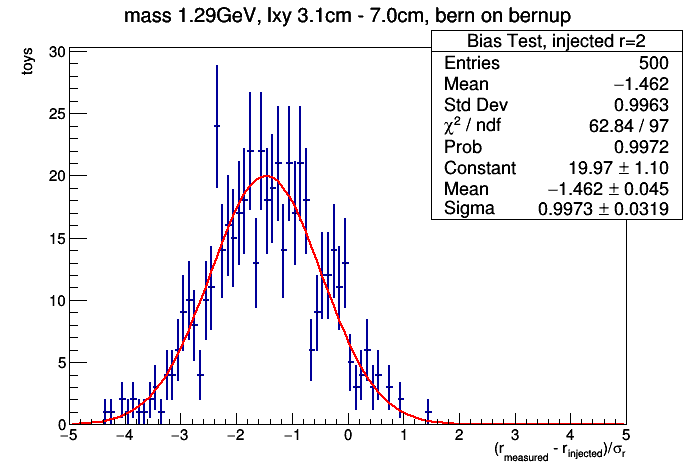 mass 1.29GeV, lxy 3.1cm - 7.0cm, bern on bernup
Bias Test, injected r=2
Entries 500
Mean −1.462
Std Dev 0.9963
χ² / ndf 62.84 / 97
Prob 0.9972
Constant 19.97 ± 1.10
Mean −1.462 ± 0.045
Sigma 0.9973 ± 0.0319
toys
30
25
20
15
10
5
0
−5 −4 −3 −2 −1 0 1 2 3 4 5
(r_measured - r_injected)/σ_r